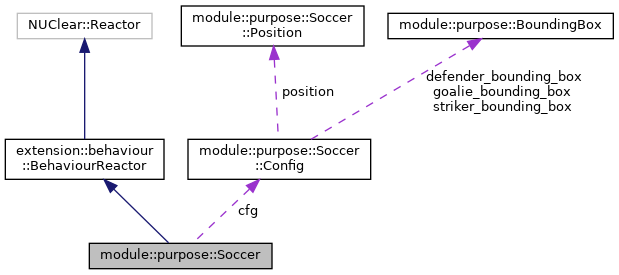 NUClear::Reactor
module::purpose::Soccer
::Position
module::purpose::BoundingBox
position
defender_bounding_box
goalie_bounding_box
striker_bounding_box
extension::behaviour
::BehaviourReactor
module::purpose::Soccer
::Config
cfg
module::purpose::Soccer